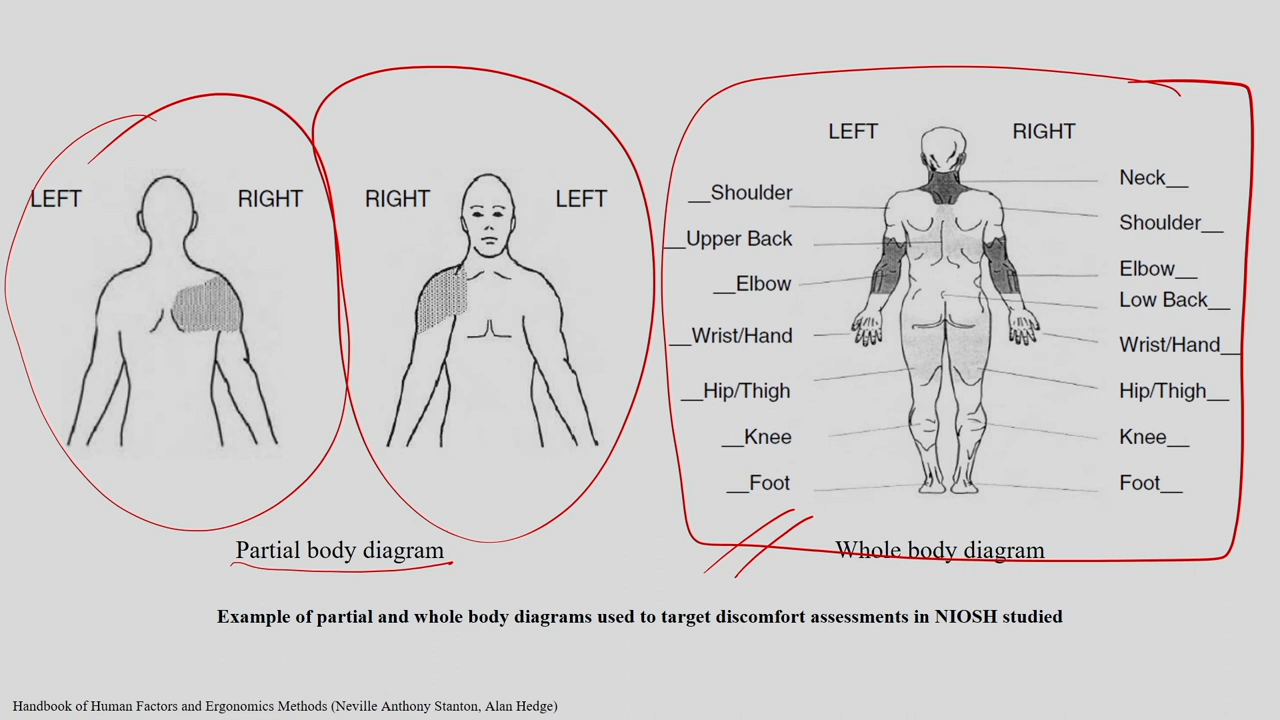 LEFT
RIGHT
RIGHT
LEFT
LEFT
RIGHT
__Shoulder
__Upper Back
__Elbow
__Wrist/Hand
__Hip/Thigh
__Knee
__Foot
Neck__
Shoulder__
Elbow__
Low Back__
Wrist/Hand__
Hip/Thigh__
Knee__
Foot__
Partial body diagram
Whole body diagram
Example of partial and whole body diagrams used to target discomfort assessments in NIOSH studied
Handbook of Human Factors and Ergonomics Methods (Neville Anthony Stanton, Alan Hedge)